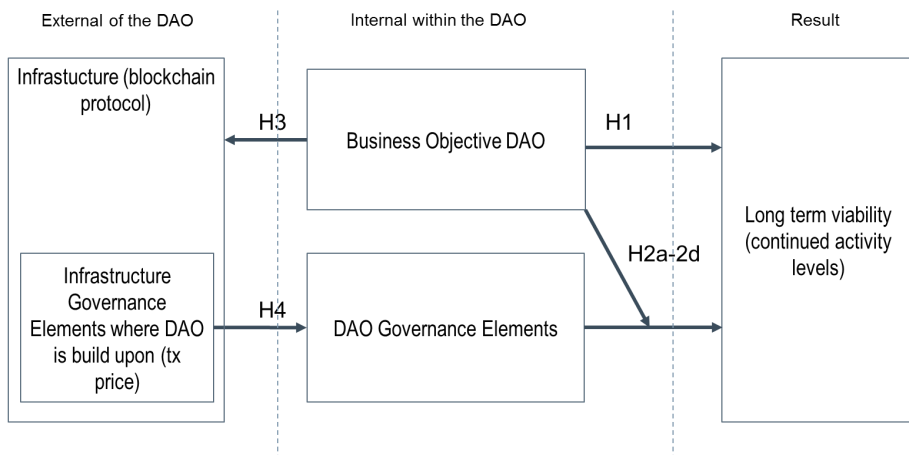 External of the DAO
Internal within the DAO
Result
Infrastucture (blockchain
protocol)
H3
Business Objective DAO
H1
Long term viability
(continued activity
levels)
H2a-2d
Infrastructure
Governance
Elements where DAO
is build upon (tx
price)
H4
DAO Governance Elements